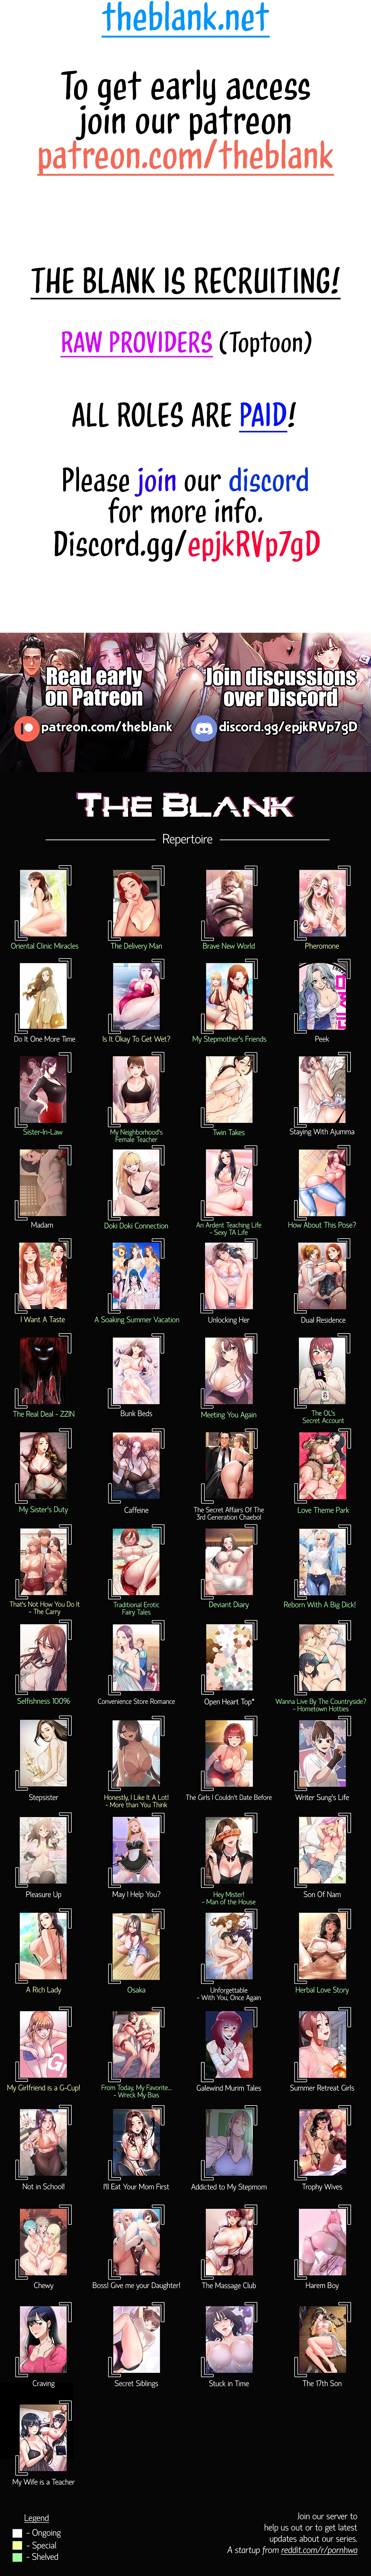 theblank.net
To get early access
join our patreon
patreon.com/theblank
THE BLANK IS RECRUITING!
RAW PROVIDERS (Toptoon)
ALL ROLES ARE PAID!
Please join our discord
for more info.
Discord.gg/epjkRVp7gD
Read early
on Patreon
patreon.com/theblank
Join discussions
over Discord
discord.gg/epjkRVp7gD
THE BLANK
Repertoire
Oriental Clinic Miracles
The Delivery Man
Brave New World
Pheromone
Do It One More Time
Is It Okay To Get Wet?
My Stepmother's Friends
Peek
Sister-In-Law
My Neighborhood's
Female Teacher
Twin Takes
Staying With Ajumma
Madam
Doki Doki Connection
An Ardent Teaching Life
- Sexy TA Life
How About This Pose?
I Want A Taste
A Soaking Summer Vacation
Unlocking Her
Dual Residence
The Real Deal - ZZIN
Bunk Beds
Meeting You Again
The OL's
Secret Account
My Sister's Duty
Caffeine
The Secret Affairs Of The
3rd Generation Chaebol
Love Theme Park
That's Not How You Do It
- The Carry
Traditional Erotic
Fairy Tales
Deviant Diary
Reborn With A Big Dick!
Selfishness 100%
Convenience Store Romance
Open Heart Top*
Wanna Live By The Countryside?
- Hometown Hotties
Stepsister
Honestly, I Like It A Lot!
- More than You Think
The Girls I Couldn't Date Before
Writer Sung's Life
Pleasure Up
May I Help You?
Hey Mister!
- Man of the House
Son Of Nam
A Rich Lady
Osaka
Unforgettable
- With You, Once Again
Herbal Love Story
My Girlfriend is a G-Cup!
From Today, My Favorite...
- Wreck My Bias
Galewind Murim Tales
Summer Retreat Girls
Not in School!
I'll Eat Your Mom First
Addicted to My Stepmom
Trophy Wives
Chewy
Boss! Give me your Daughter!
The Massage Club
Harem Boy
Craving
Secret Siblings
Stuck in Time
The 17th Son
My Wife is a Teacher
Legend
- Ongoing
- Special
- Shelved
Join our server to
help us out or to get latest
updates about our series.
A startup from reddit.com/r/pornhwa